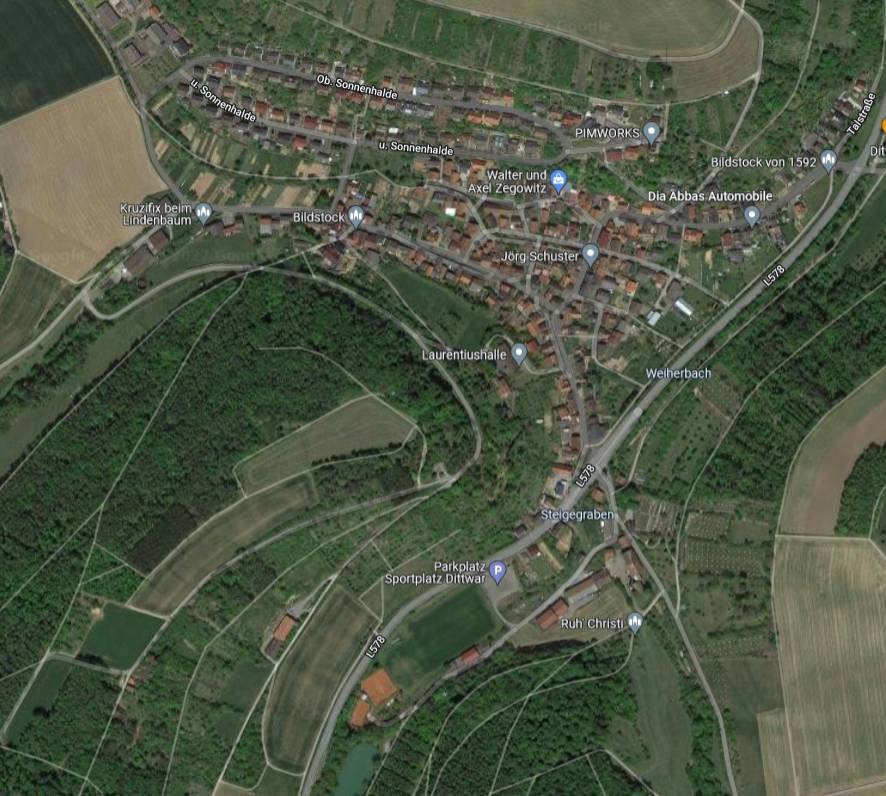 Ob. Sonnenhalde
u. Sonnenhalde
u. Sonnenhalde
PIMWORKS
Talstraße
Bildstock von 1592
Dit
Walter und
Axel Zegowitz
Dia Abbas Automobile
Kruzifix beim
Lindenbaum
Bildstock
Jörg Schuster
L578
Laurentiushalle
Weiherbach
L578
Steigegraben
Parkplatz
Sportplatz Dittwar
P
Ruh' Christi
L578